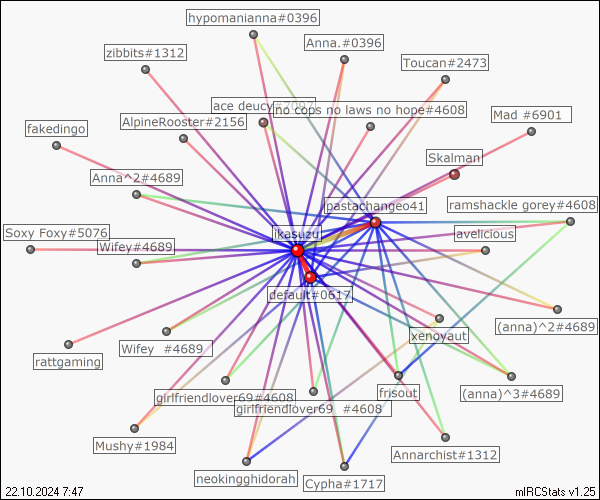 hypomanianna#0396
Anna.#0396
zibbits#1312
Toucan#2473
ace deucy#2097
no cops no laws no hope#4608
Mad #6901
AlpineRooster#2156
fakedingo
Skalman
Anna^2#4689
pastachangeo41
ramshackle gorey#4608
Soxy Foxy#5076
ikasuzu
avelicious
Wifey#4689
default#0617
(anna)^2#4689
xenoyaut
Wifey #4689
rattgaming
girlfriendlover69#4608
girlfriendlover69 #4608
frisout
(anna)^3#4689
Mushy#1984
Annarchist#1312
neokingghidorah
Cypha#1717
22.10.2024 7:47
mIRCStats v1.25